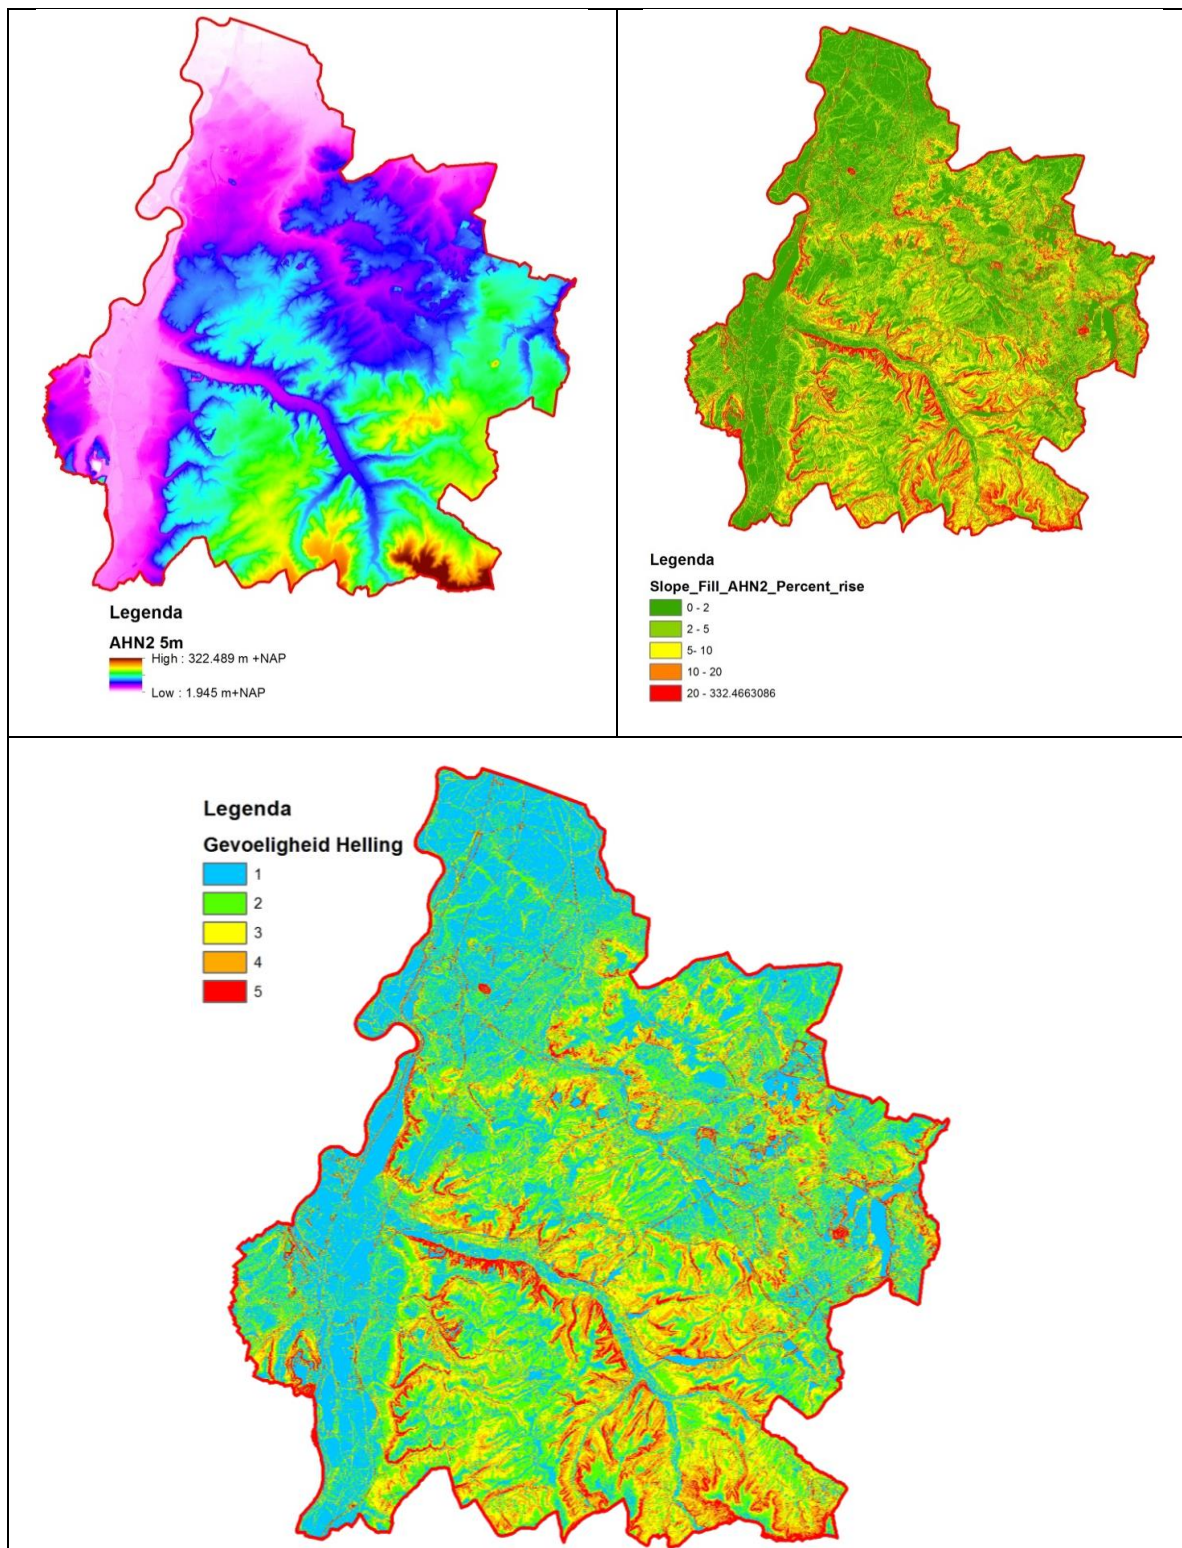 Legenda
AHN2 5m
High : 322.489 m +NAP
Low : 1.945 m+NAP
Legenda
Slope_Fill_AHN2_Percent_rise
0 - 2
2 - 5
5- 10
10 - 20
20 - 332.4663086
Legenda
Gevoeligheid Helling
1
2
3
4
5